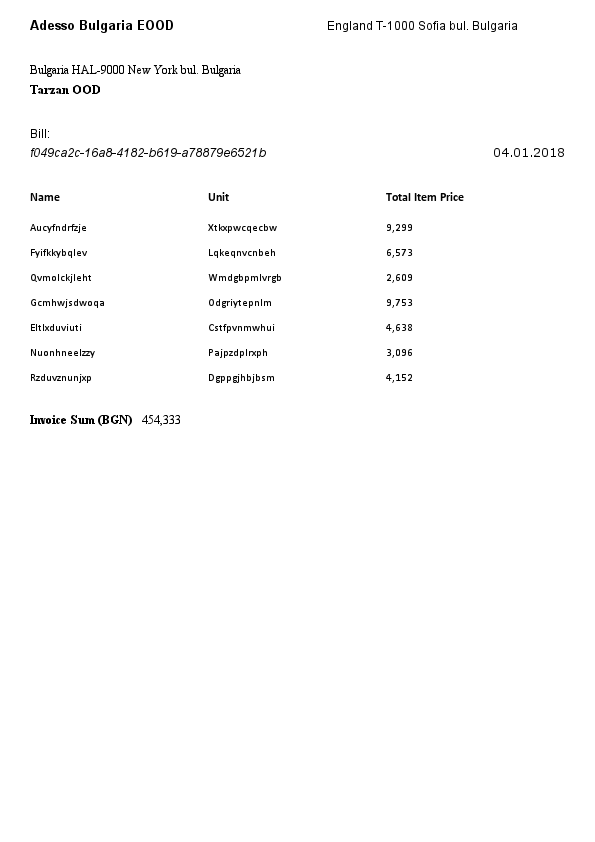 Adesso Bulgaria EOOD England T-1000 Sofia bul. Bulgaria
Bulgaria HAL-9000 New York bul. Bulgaria
Tarzan OOD
Bill:
f049ca2c-16a8-4182-b619-a78879e6521b 04.01.2018
Name Unit Total Item Price
Aucyfndrfzje Xtkxpwcqecbw 9,299
Fyifkkybqlev Lqkeqnvcnbeh 6,573
Qvmolckjleht Wmdgbpmlvrgb 2,609
Gcmhwjsdwoqa Odgriytepnlm 9,753
Eltlxduviuti Cstfpvnmwhui 4,638
Nuonhneelzzy Pajpzdplrxph 3,096
Rzduvznunjxp Dgppgjhbjbsm 4,152
Invoice Sum (BGN) 454,333